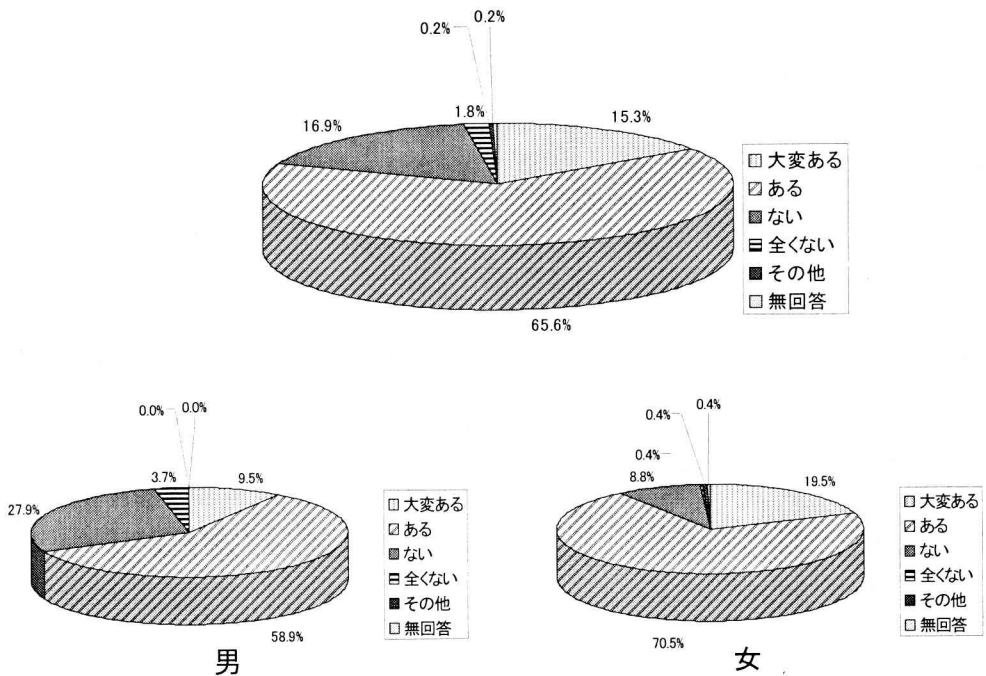 0.2%
0.2%
1.8%
15.3%
16.9%
65.6%
大変ある
ある
ない
全くない
その他
無回答
0.0%
0.0%
3.7%
9.5%
27.9%
58.9%
大変ある
ある
ない
全くない
その他
無回答
男
0.4%
0.4%
0.4%
8.8%
19.5%
70.5%
大変ある
ある
ない
全くない
その他
無回答
女